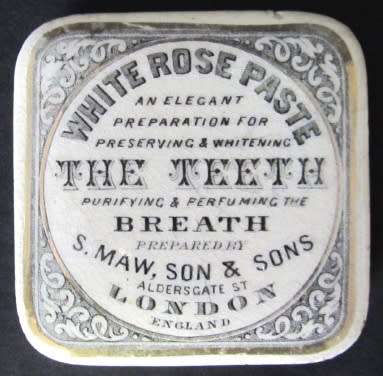 WHITE ROSE PASTE
AN ELEGANT
PREPARATION FOR
PRESERVING & WHITENING
THE TEETH
PURIFYING & PERFUMING THE
BREATH
PREPARED BY
S. MAW, SON & SONS
ALDERSGATE ST
LONDON
ENGLAND